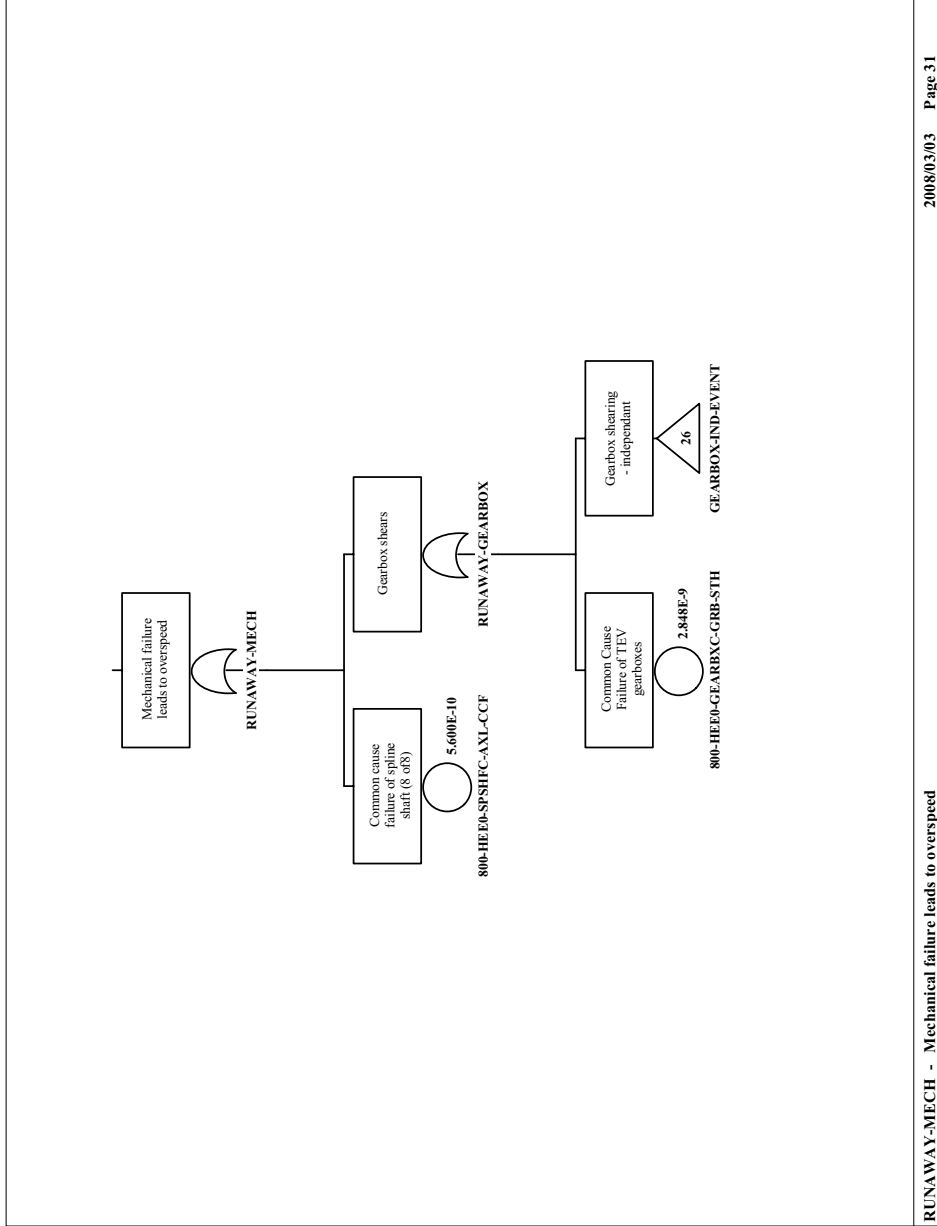 Mechanical failure
leads to overspeed
RUNAWAY-MECH
Common cause
failure of spline
shaft (8 of8)
5.600E-10
800-HEE0-SPSHFC-AXL-CCF
Gearbox shears
RUNAWAY-GEARBOX
Common Cause
Failure of TEV
gearboxes
2.848E-9
800-HEE0-GEARBXC-GRB-STH
Gearbox shearing
- independant
26
GEARBOX-IND-EVENT
RUNAWAY-MECH - Mechanical failure leads to overspeed
2008/03/03 Page 31